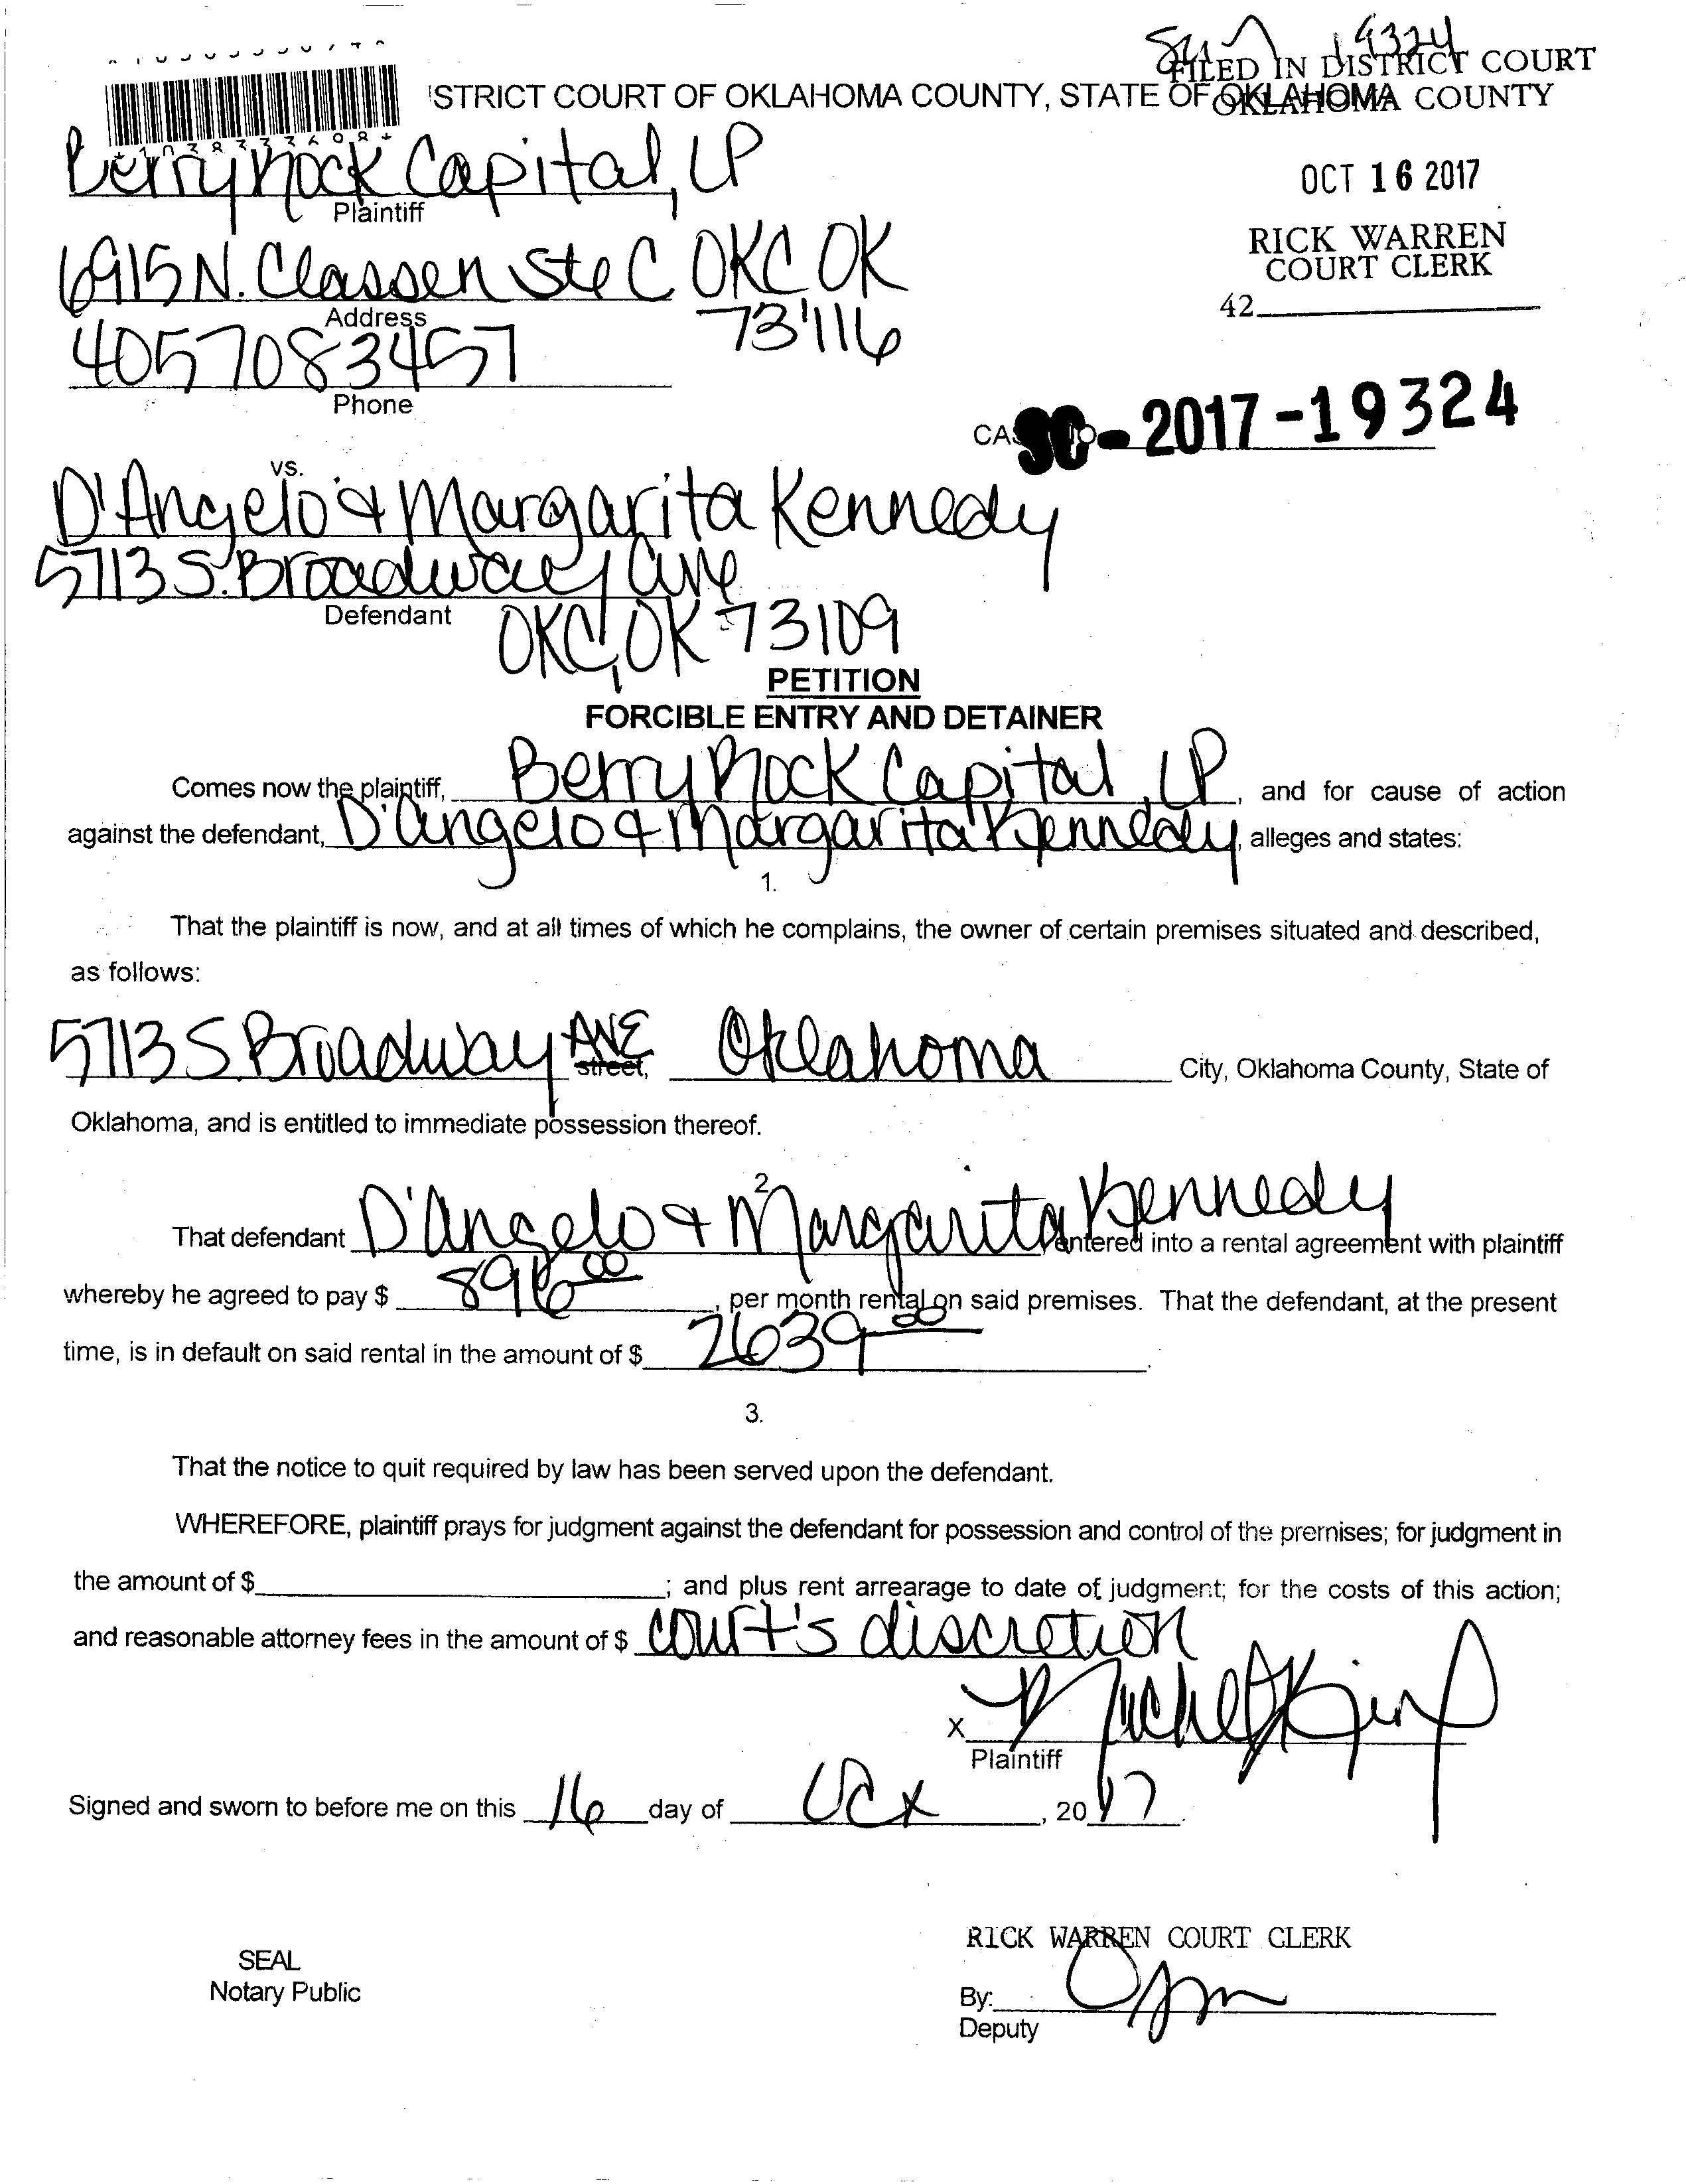 FILED IN DISTRICT COURT
STRICT COURT OF OKLAHOMA COUNTY, STATE OF OKLAHOMA COUNTY
BerryRock Capital, LP
Plaintiff
OCT 16 2017
6915 N. Classen Ste C OKC OK
73116
RICK WARREN
COURT CLERK
Address
42
4057083457
Phone
SC-2017-19324
vs.
D'Angelo & Margarita Kennedy
5713 S. Broadway Ave
Defendant
OKC, OK 73109
PETITION
FORCIBLE ENTRY AND DETAINER
Comes now the plaintiff, BerryRock Capital, LP, and for cause of action
against the defendant, D'Angelo & Margarita Kennedy, alleges and states:
1.
That the plaintiff is now, and at all times of which he complains, the owner of certain premises situated and described,
as follows:
5713 S. Broadway AVE street, Oklahoma City, Oklahoma County, State of
Oklahoma, and is entitled to immediate possession thereof.
2.
That defendant D'Angelo & Margarita Kennedy entered into a rental agreement with plaintiff
whereby he agreed to pay $ 896 00, per month rental on said premises. That the defendant, at the present
time, is in default on said rental in the amount of $ 2639 00.
3.
That the notice to quit required by law has been served upon the defendant.
WHEREFORE, plaintiff prays for judgment against the defendant for possession and control of the premises; for judgment in
the amount of $ ; and plus rent arrearage to date of judgment; for the costs of this action;
and reasonable attorney fees in the amount of $ court's discretion
X
Plaintiff
Signed and sworn to before me on this 16 day of Oct, 2017.
RICK WARREN COURT CLERK
SEAL
Notary Public
By:
Deputy